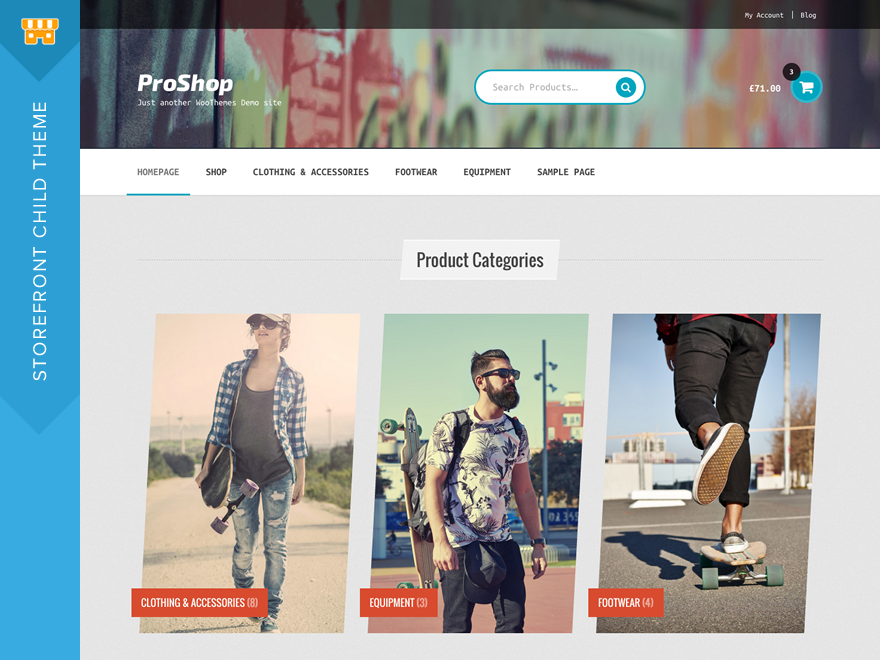 STOREFRONT CHILD THEME
My Account | Blog
ProShop
Just another WooThemes Demo site
Search Products…
£71.00
3
HOMEPAGE SHOP CLOTHING & ACCESSORIES FOOTWEAR EQUIPMENT SAMPLE PAGE
Product Categories
CLOTHING & ACCESSORIES (8)
EQUIPMENT (3)
FOOTWEAR (4)